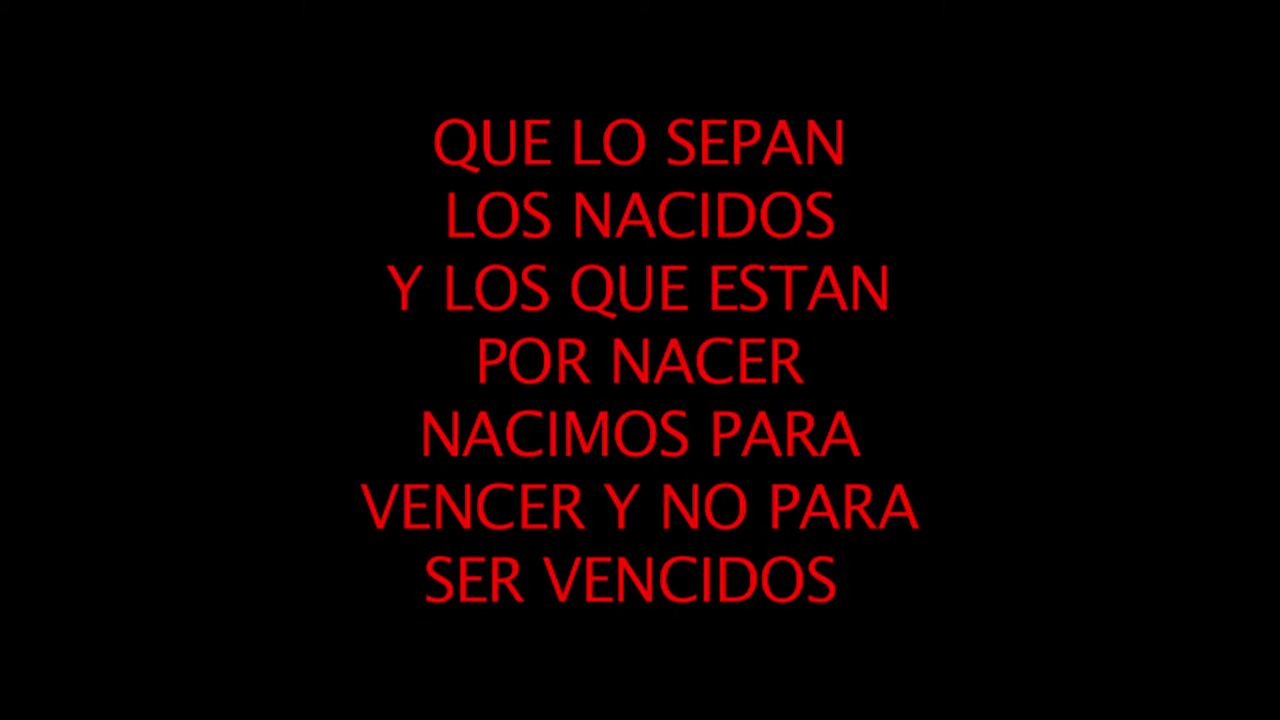 QUE LO SEPAN
LOS NACIDOS
Y LOS QUE ESTAN
POR NACER
NACIMOS PARA
VENCER Y NO PARA
SER VENCIDOS